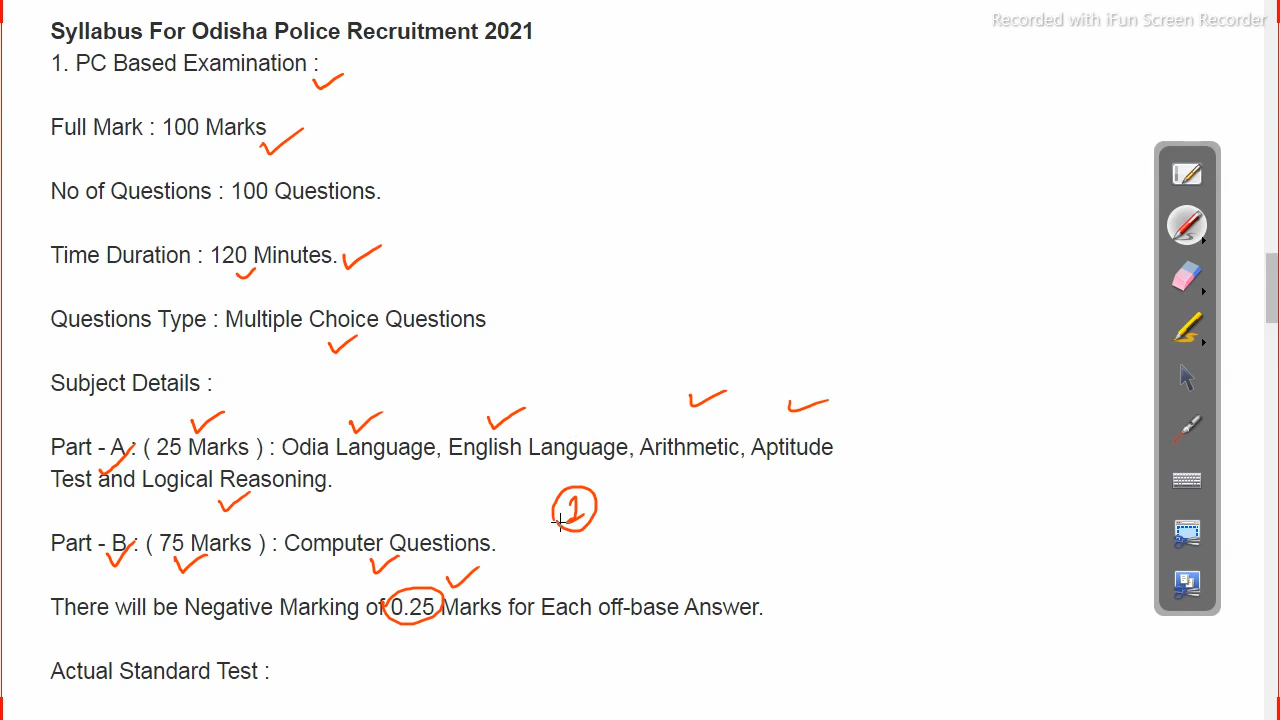 Recorded with iFun Screen Recorder
Syllabus For Odisha Police Recruitment 2021
1. PC Based Examination :
Full Mark : 100 Marks
No of Questions : 100 Questions.
Time Duration : 120 Minutes.
Questions Type : Multiple Choice Questions
Subject Details :
Part - A : ( 25 Marks ) : Odia Language, English Language, Arithmetic, Aptitude
Test and Logical Reasoning.
1
Part - B : ( 75 Marks ) : Computer Questions.
There will be Negative Marking of 0.25 Marks for Each off-base Answer.
Actual Standard Test :